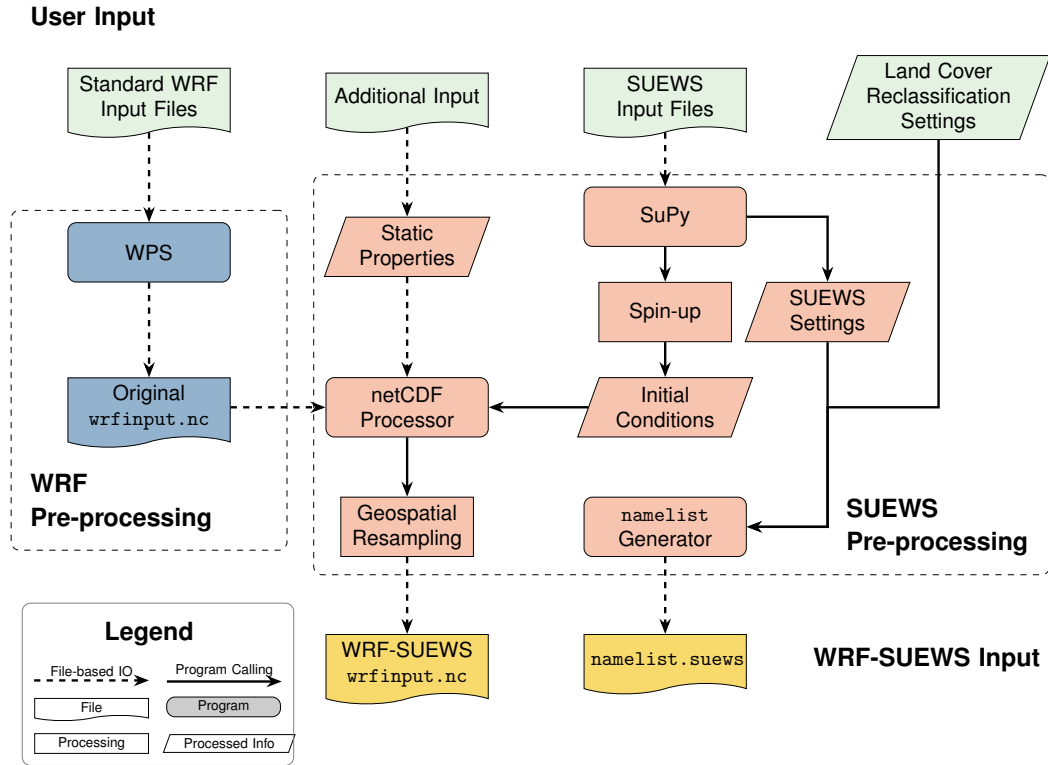 User Input
Standard WRF
Input Files
Additional Input
SUEWS
Input Files
Land Cover
Reclassification
Settings
WPS
Static
Properties
SuPy
Spin-up
SUEWS
Settings
Original
wrfinput.nc
netCDF
Processor
Initial
Conditions
WRF
Pre-processing
Geospatial
Resampling
namelist
Generator
SUEWS
Pre-processing
Legend
File-based IO
Program Calling
File
Program
Processing
Processed Info
WRF-SUEWS
wrfinput.nc
namelist.suews
WRF-SUEWS Input